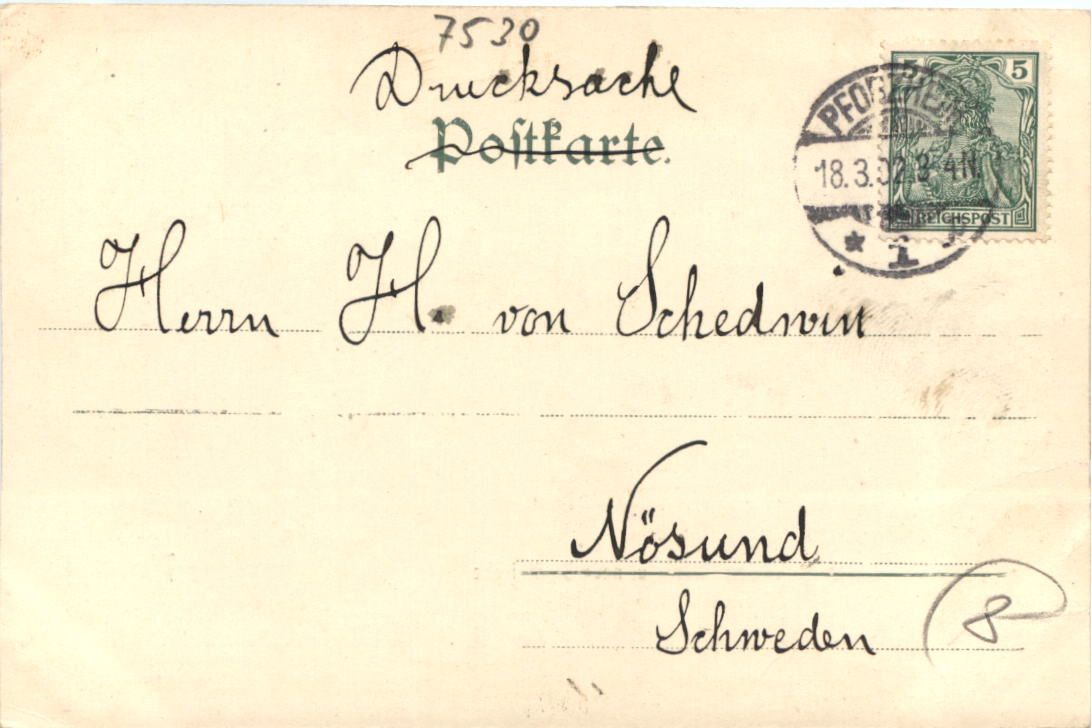 7530
Drucksache
Postkarte.
5 5
PFORZHEIM
18.3.02.3-4N.
* 1 *
REICHSPOST
Herrn H. von Schedwin
Nösund
Schweden
8